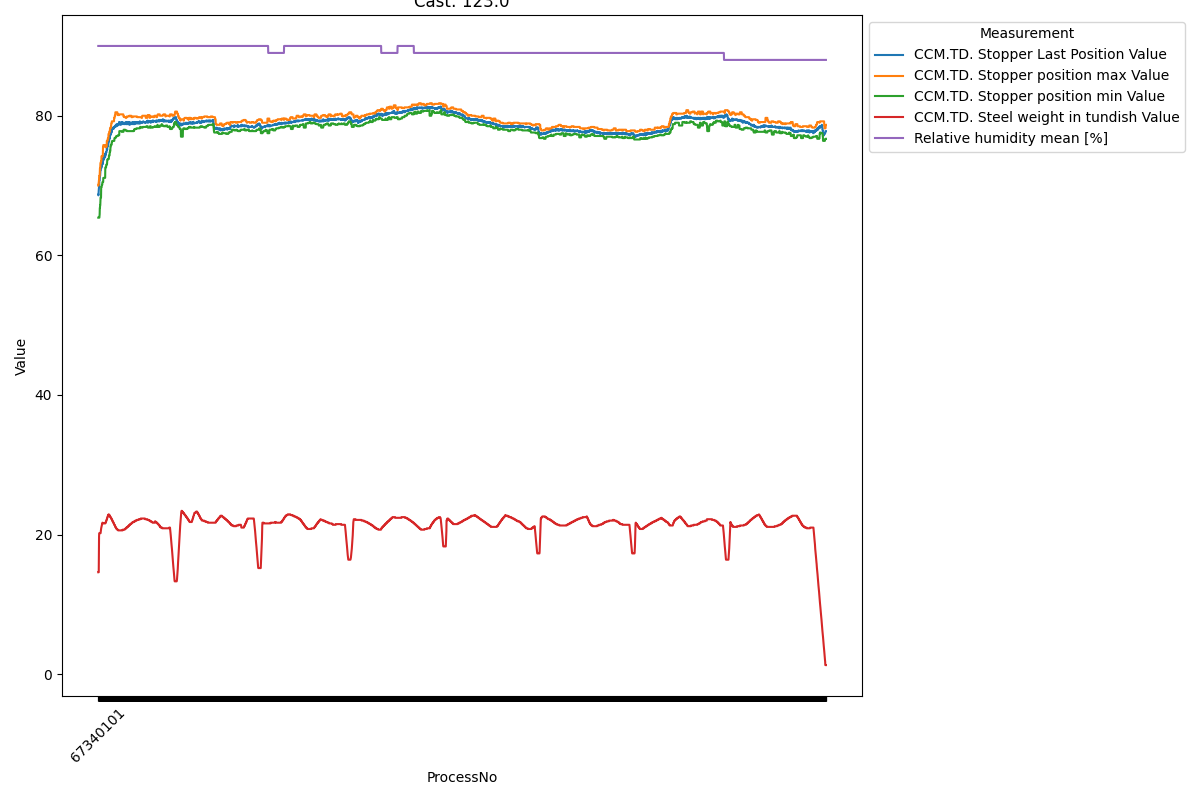 Cast: 123.0
Measurement
CCM.TD. Stopper Last Position Value
CCM.TD. Stopper position max Value
CCM.TD. Stopper position min Value
CCM.TD. Steel weight in tundish Value
Relative humidity mean [%]
Value
80
60
40
20
0
67340101
ProcessNo